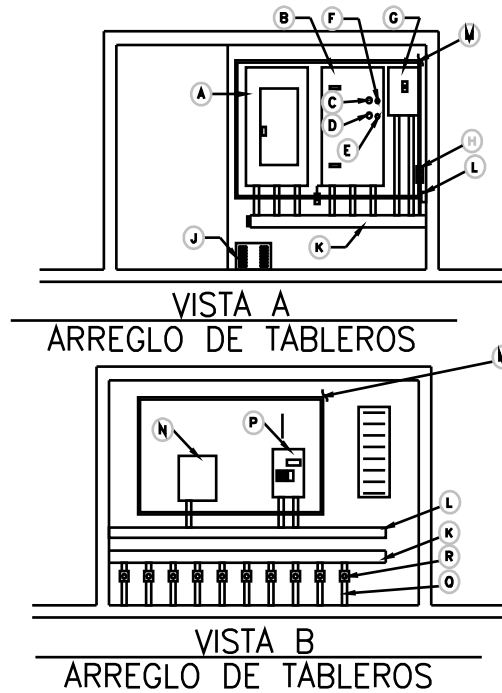 B F G M
A C
D
E H
L
J K
VISTA A
ARREGLO DE TABLEROS
N P
L
K
R
VISTA B
ARREGLO DE TABLEROS